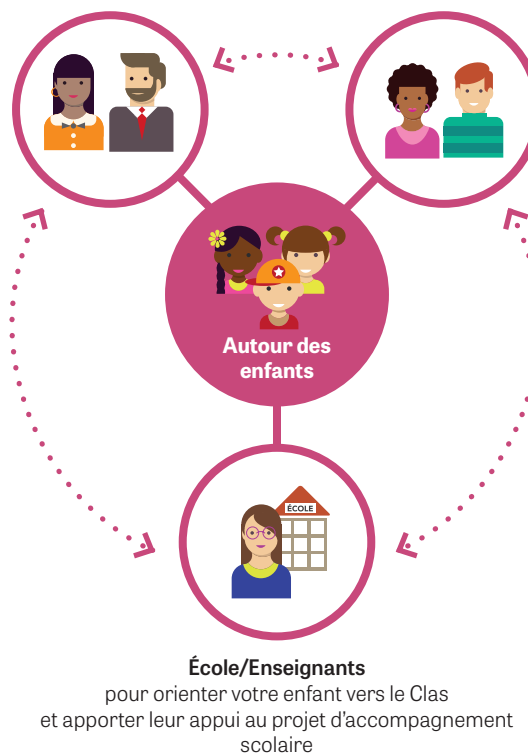 Autour des
enfants
ÉCOLE
École/Enseignants
pour orienter votre enfant vers le Clas
et apporter leur appui au projet d’accompagnement
scolaire